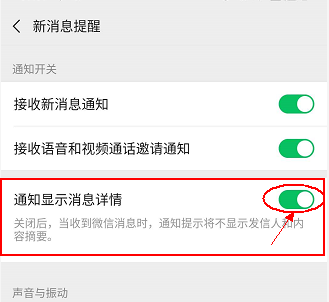 新消息提醒
通知开关
接收新消息通知
接收语音和视频通话邀请通知
通知显示消息详情
关闭后，当收到微信消息时，通知提示将不显示发信人和内
容摘要。
声音与振动